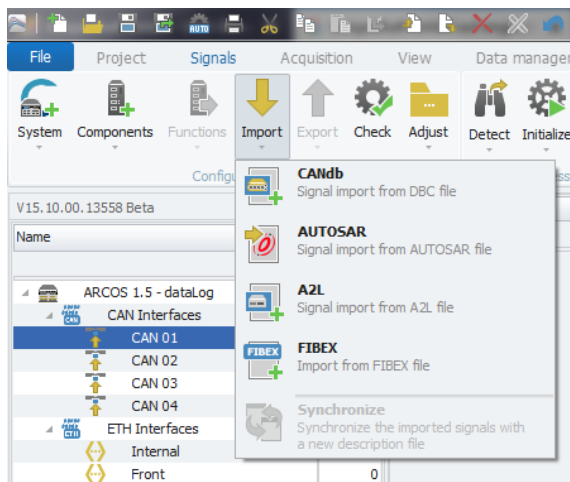 AUTO
File Project Signals Acquisition View Data manager
System Components Functions Import Export Check Adjust Detect Initialize
Configu
ess
V15.10.00.13558 Beta
Name
CANdb
Signal import from DBC file
AUTOSAR
Signal import from AUTOSAR file
A2L
Signal import from A2L file
FIBEX
FIBEX
Import from FIBEX file
Synchronize
Synchronize the imported signals with
a new description file
ARCOS 1.5 - dataLog
CAN
CAN Interfaces
CAN 01
CAN 02
CAN 03
CAN 04
ETH
ETH Interfaces
Internal
Front 0